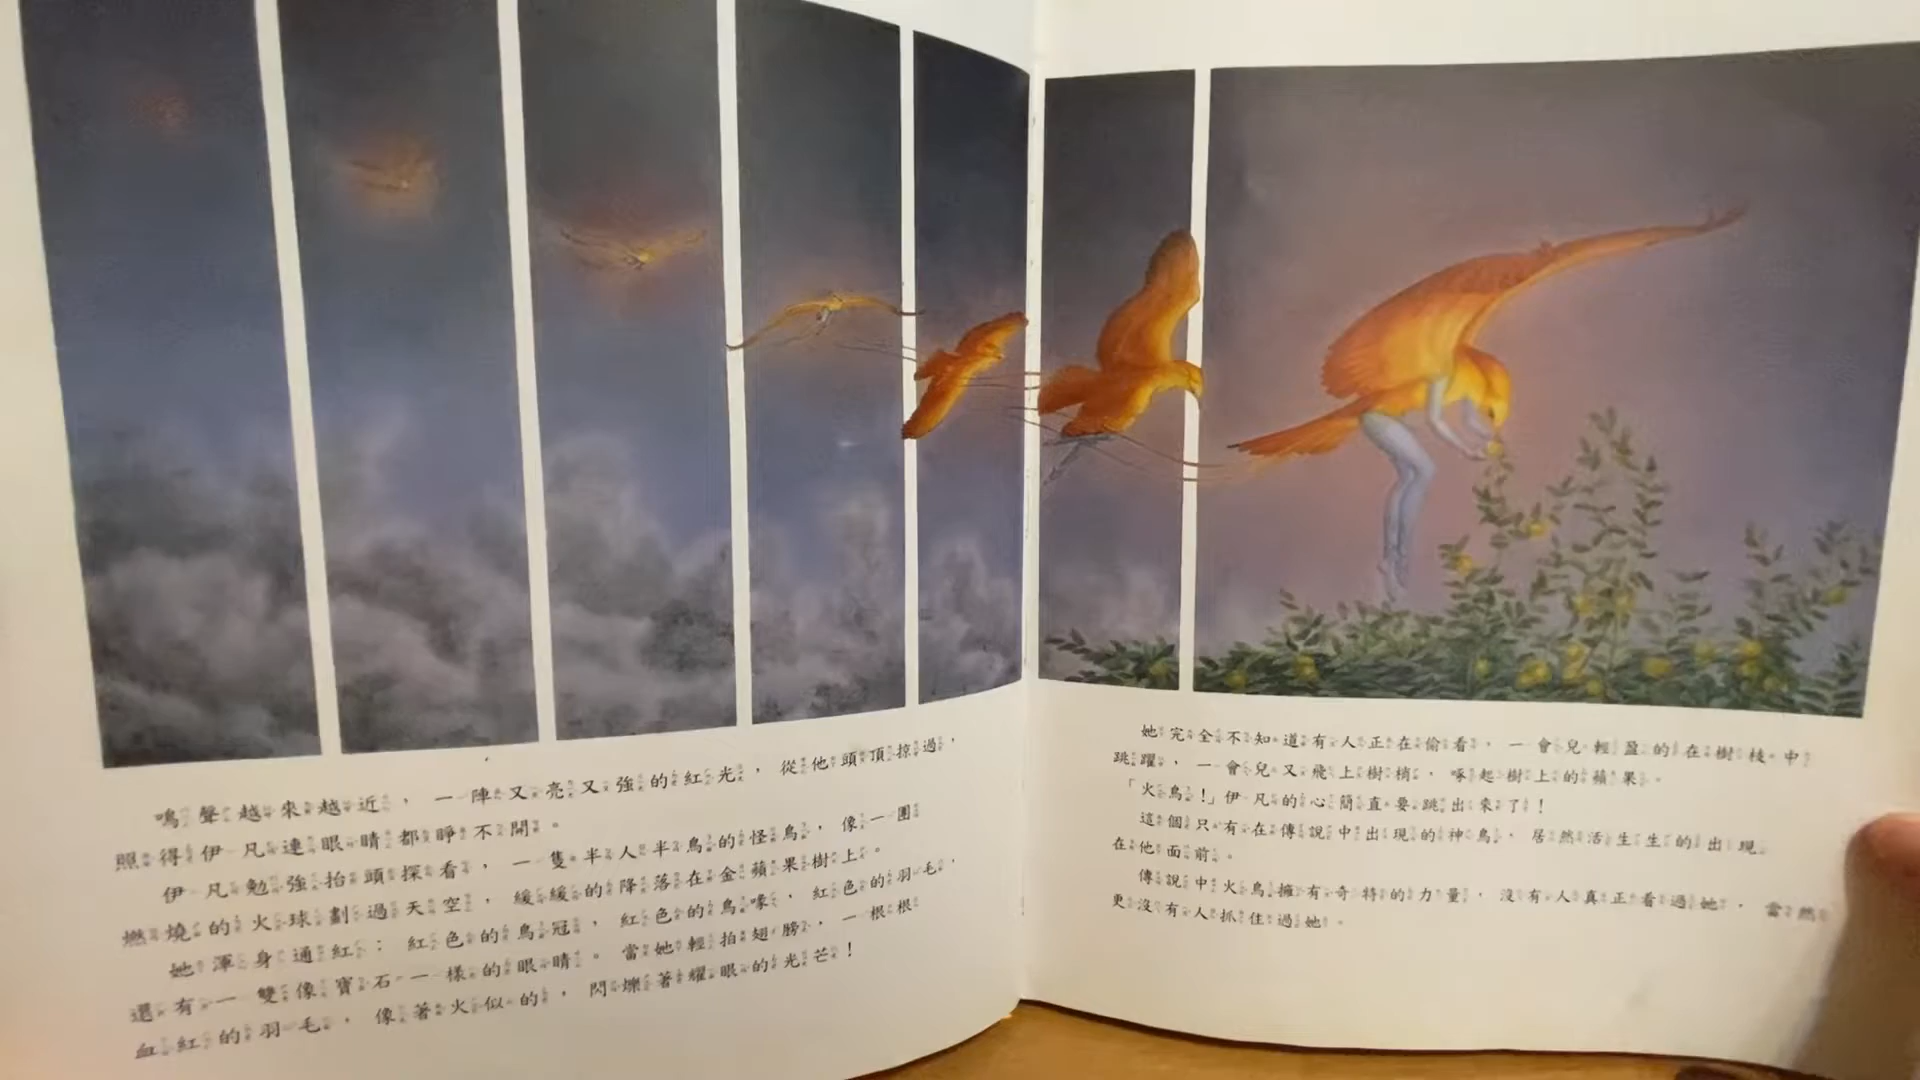 鳴聲越來越近，一陣又亮又強的紅光，從他頭頂掠過，
照得伊凡連眼睛都睜不開。
伊凡勉強抬頭探看，一隻半人半鳥的怪鳥，像一團
燃燒的火球劃過天空，緩緩的降落在金蘋果樹上。
她渾身通紅：紅色的鳥冠，紅色的鳥喙，紅色的羽毛，
還有一雙像寶石一樣的眼睛。當她輕拍翅膀，一根根
血紅的羽毛，像著火似的，閃爍著耀眼的光芒！
她完全不知道有人正在偷看，一會兒輕盈的在樹枝中
跳躍，一會兒又飛上樹梢，啄起樹上的蘋果。
「火鳥！」伊凡的心簡直要跳出來了！
這個只有在傳說中出現的神鳥，居然活生生的出現
在他面前。
傳說中火鳥擁有奇特的力量，沒有人真正看過她，當然
更沒有人抓住過她。